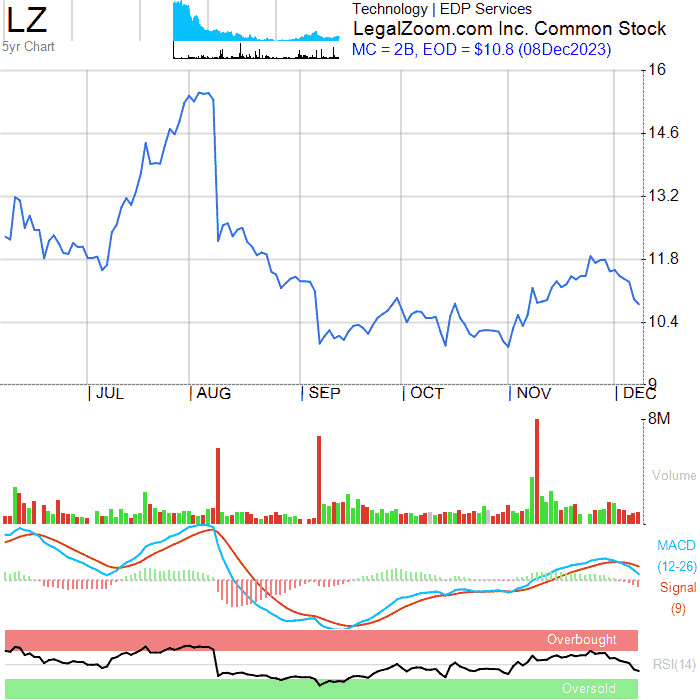 LZ
5yr Chart
Technology | EDP Services
LegalZoom.com Inc. Common Stock
MC = 2B, EOD = $10.8 (08Dec2023)
16
14.6
13.2
11.8
10.4
9
JUL AUG SEP OCT NOV DEC
8M
Volume
MACD
(12-26)
Signal
(9)
Overbought
RSI(14)
Oversold